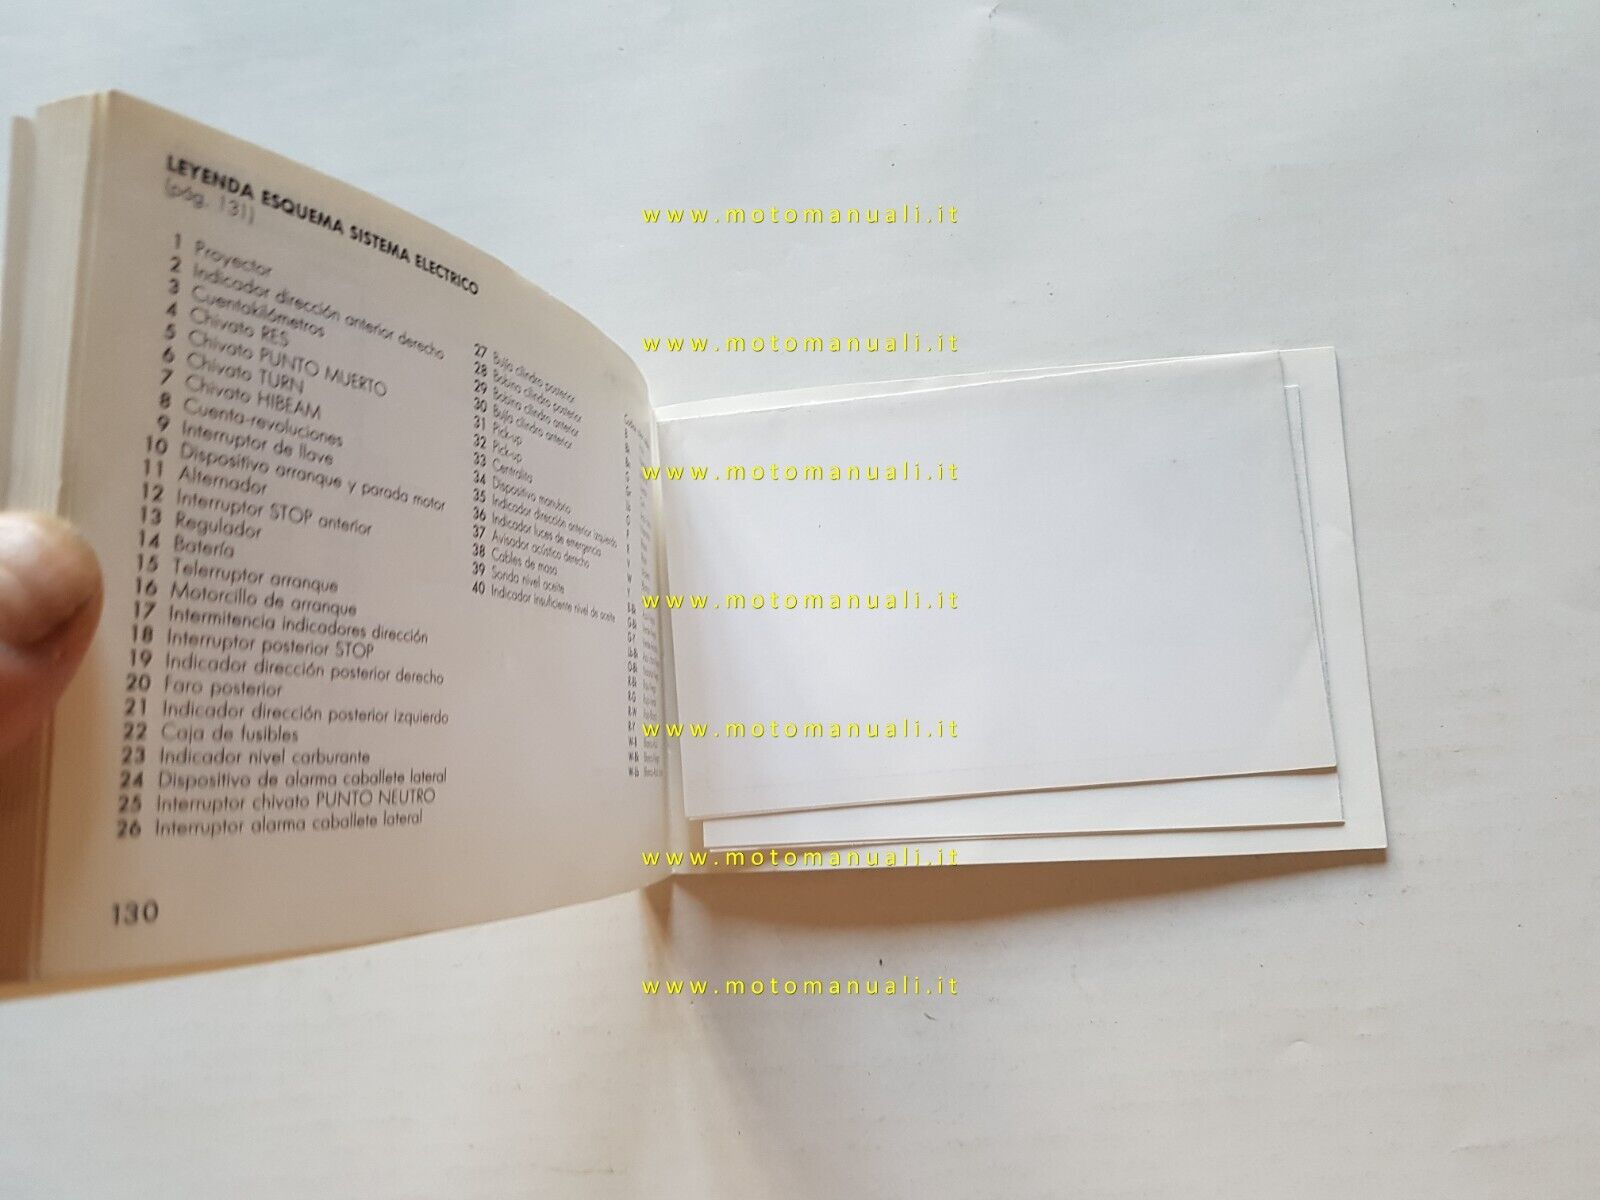 LEYENDA ESQUEMA SISTEMA ELECTRICO
(pág. 131)
1 Proyector
2 Indicador dirección anterior derecho
3 Cuentakilómetros
4 Chivato RES
5 Chivato PUNTO MUERTO
6 Chivato TURN
7 Chivato HIBEAM
8 Cuenta-revoluciones
9 Interruptor de llave
10 Dispositivo arranque y parada motor
11 Alternador
12 Interruptor STOP anterior
13 Regulador
14 Batería
15 Telerruptor arranque
16 Motorcillo de arranque
17 Intermitencia indicadores dirección
18 Interruptor posterior STOP
19 Indicador dirección posterior derecho
20 Faro posterior
21 Indicador dirección posterior izquierdo
22 Caja de fusibles
23 Indicador nivel carburante
24 Dispositivo de alarma caballete lateral
25 Interruptor chivato PUNTO NEUTRO
26 Interruptor alarma caballete lateral
27 Bujía cilindro posterior
28 Bobina cilindro posterior
29 Bobina cilindro anterior
30 Bujía cilindro anterior
31 Pick-up
32 Pick-up
33 Centralita
34 Dispositivo manubrio
35 Indicador dirección anterior izquierdo
36 Indicador luces de emergencia
37 Avisador acústico derecho
38 Cables de masa
39 Sonda nivel aceite
40 Indicador insuficiente nivel de aceite
130
www.motomanuali.it
www.motomanuali.it
www.motomanuali.it
www.motomanuali.it
www.motomanuali.it
www.motomanuali.it
www.motomanuali.it